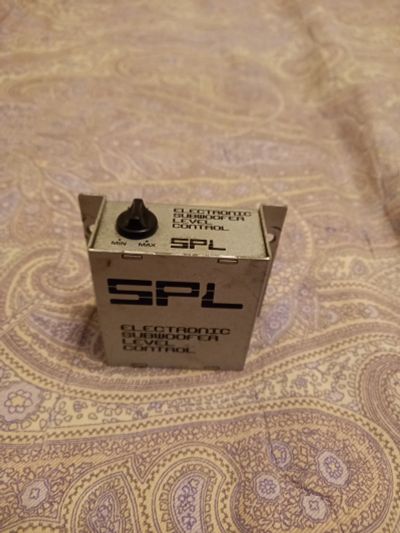 ELECTRONIC
SUBWOOFER
LEVEL
CONTROL
MIN MAX
SPL
SPL
ELECTRONIC
SUBWOOFER
LEVEL
CONTROL